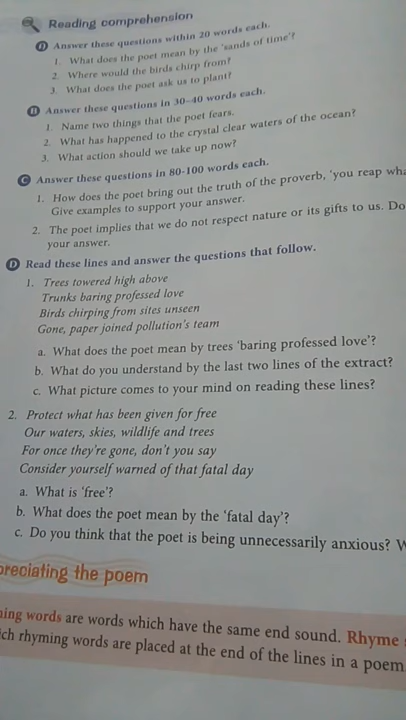 Reading comprehension
A Answer these questions within 20 words each.
1. What does the poet mean by the 'sands of time'?
2. Where would the birds chirp from?
3. What does the poet ask us to plant?
B Answer these questions in 30–40 words each.
1. Name two things that the poet fears.
2. What has happened to the crystal clear waters of the ocean?
3. What action should we take up now?
C Answer these questions in 80-100 words each.
1. How does the poet bring out the truth of the proverb, 'you reap wha
Give examples to support your answer.
2. The poet implies that we do not respect nature or its gifts to us. Do
your answer.
D Read these lines and answer the questions that follow.
1. Trees towered high above
Trunks baring professed love
Birds chirping from sites unseen
Gone, paper joined pollution's team
a. What does the poet mean by trees 'baring professed love'?
b. What do you understand by the last two lines of the extract?
c. What picture comes to your mind on reading these lines?
2. Protect what has been given for free
Our waters, skies, wildlife and trees
For once they're gone, don't you say
Consider yourself warned of that fatal day
a. What is 'free'?
b. What does the poet mean by the 'fatal day'?
c. Do you think that the poet is being unnecessarily anxious? W
preciating the poem
ning words are words which have the same end sound. Rhyme
ich rhyming words are placed at the end of the lines in a poem